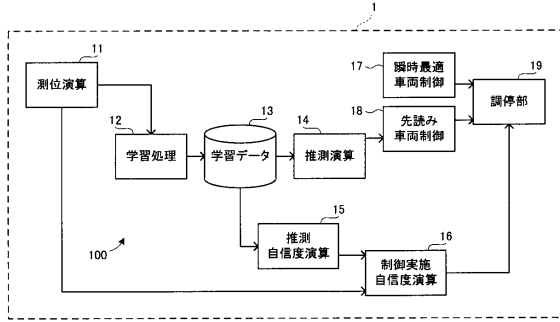 1
11
測位演算
12
学習処理
13
学習データ
14
推測演算
17
瞬時最適
車両制御
18
先読み
車両制御
19
調停部
15
推測
自信度演算
16
制御実施
自信度演算
100